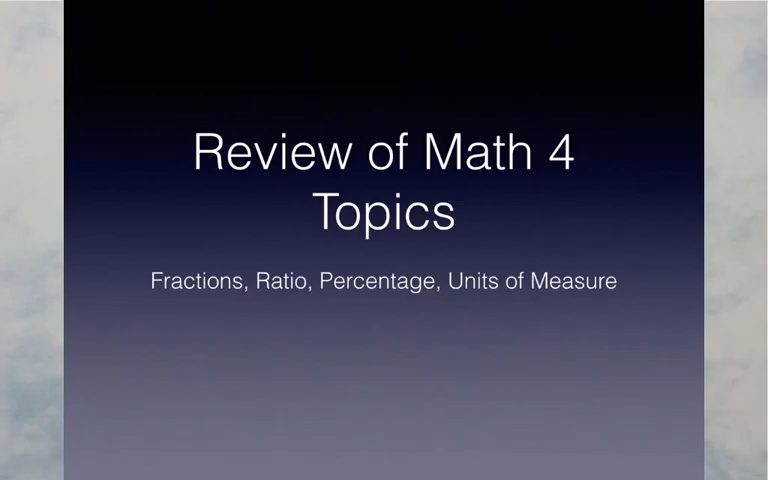 Review of Math 4
Topics
Fractions, Ratio, Percentage, Units of Measure